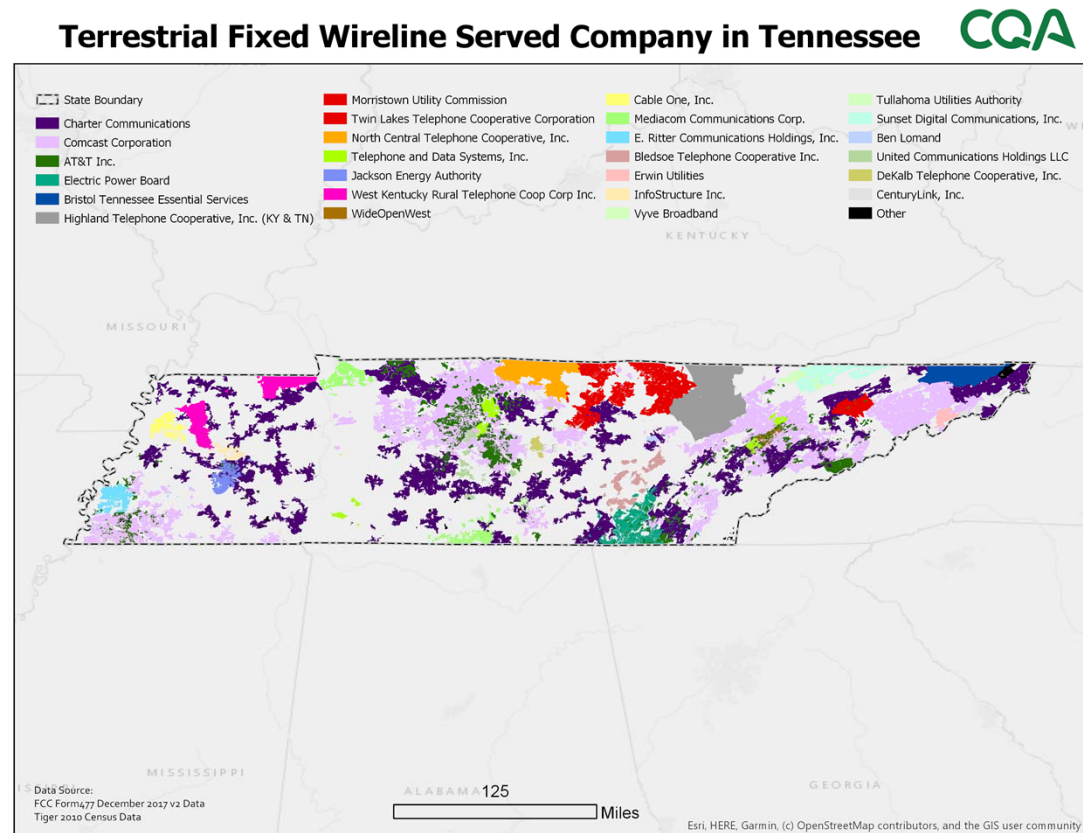 Terrestrial Fixed Wireline Served Company in Tennessee
CQA
State Boundary
Charter Communications
Comcast Corporation
AT&T Inc.
Electric Power Board
Bristol Tennessee Essential Services
Highland Telephone Cooperative, Inc. (KY & TN)
Morristown Utility Commission
Twin Lakes Telephone Cooperative Corporation
North Central Telephone Cooperative, Inc.
Telephone and Data Systems, Inc.
Jackson Energy Authority
West Kentucky Rural Telephone Coop Corp Inc.
WideOpenWest
Cable One, Inc.
Mediacom Communications Corp.
E. Ritter Communications Holdings, Inc.
Bledsoe Telephone Cooperative Inc.
Erwin Utilities
InfoStructure Inc.
Vyve Broadband
Tullahoma Utilities Authority
Sunset Digital Communications, Inc.
Ben Lomand
United Communications Holdings LLC
DeKalb Telephone Cooperative, Inc.
CenturyLink, Inc.
Other
KENTUCKY
MISSOURI
MISSISSIPPI
ALABAMA
GEORGIA
Data Source:
FCC Form477 December 2017 v2 Data
Tiger 2010 Census Data
125
Miles
Esri, HERE, Garmin, (c) OpenStreetMap contributors, and the GIS user community